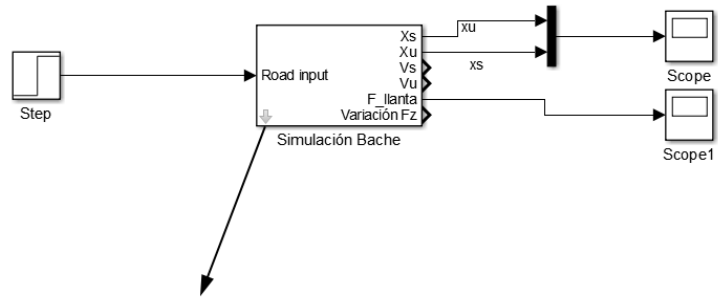 Step
Road input
Xs
Xu
Vs
Vu
F_llanta
Variación Fz
Simulación Bache
xu
xs
Scope
Scope1